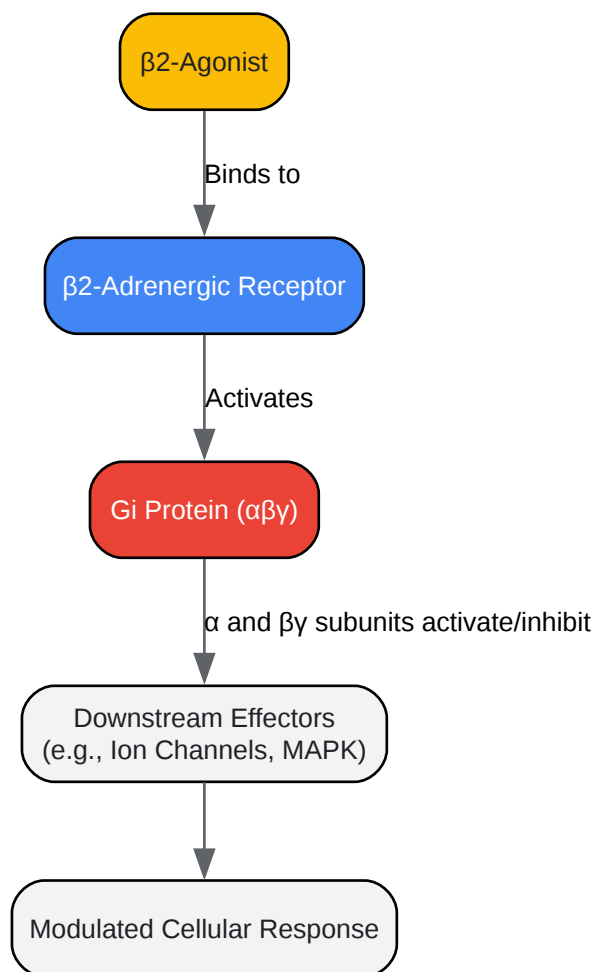 β2-Agonist
Binds to
β2-Adrenergic Receptor
Activates
Gi Protein (αβγ)
α and βγ subunits activate/inhibit
Downstream Effectors
(e.g., Ion Channels, MAPK)
Modulated Cellular Response